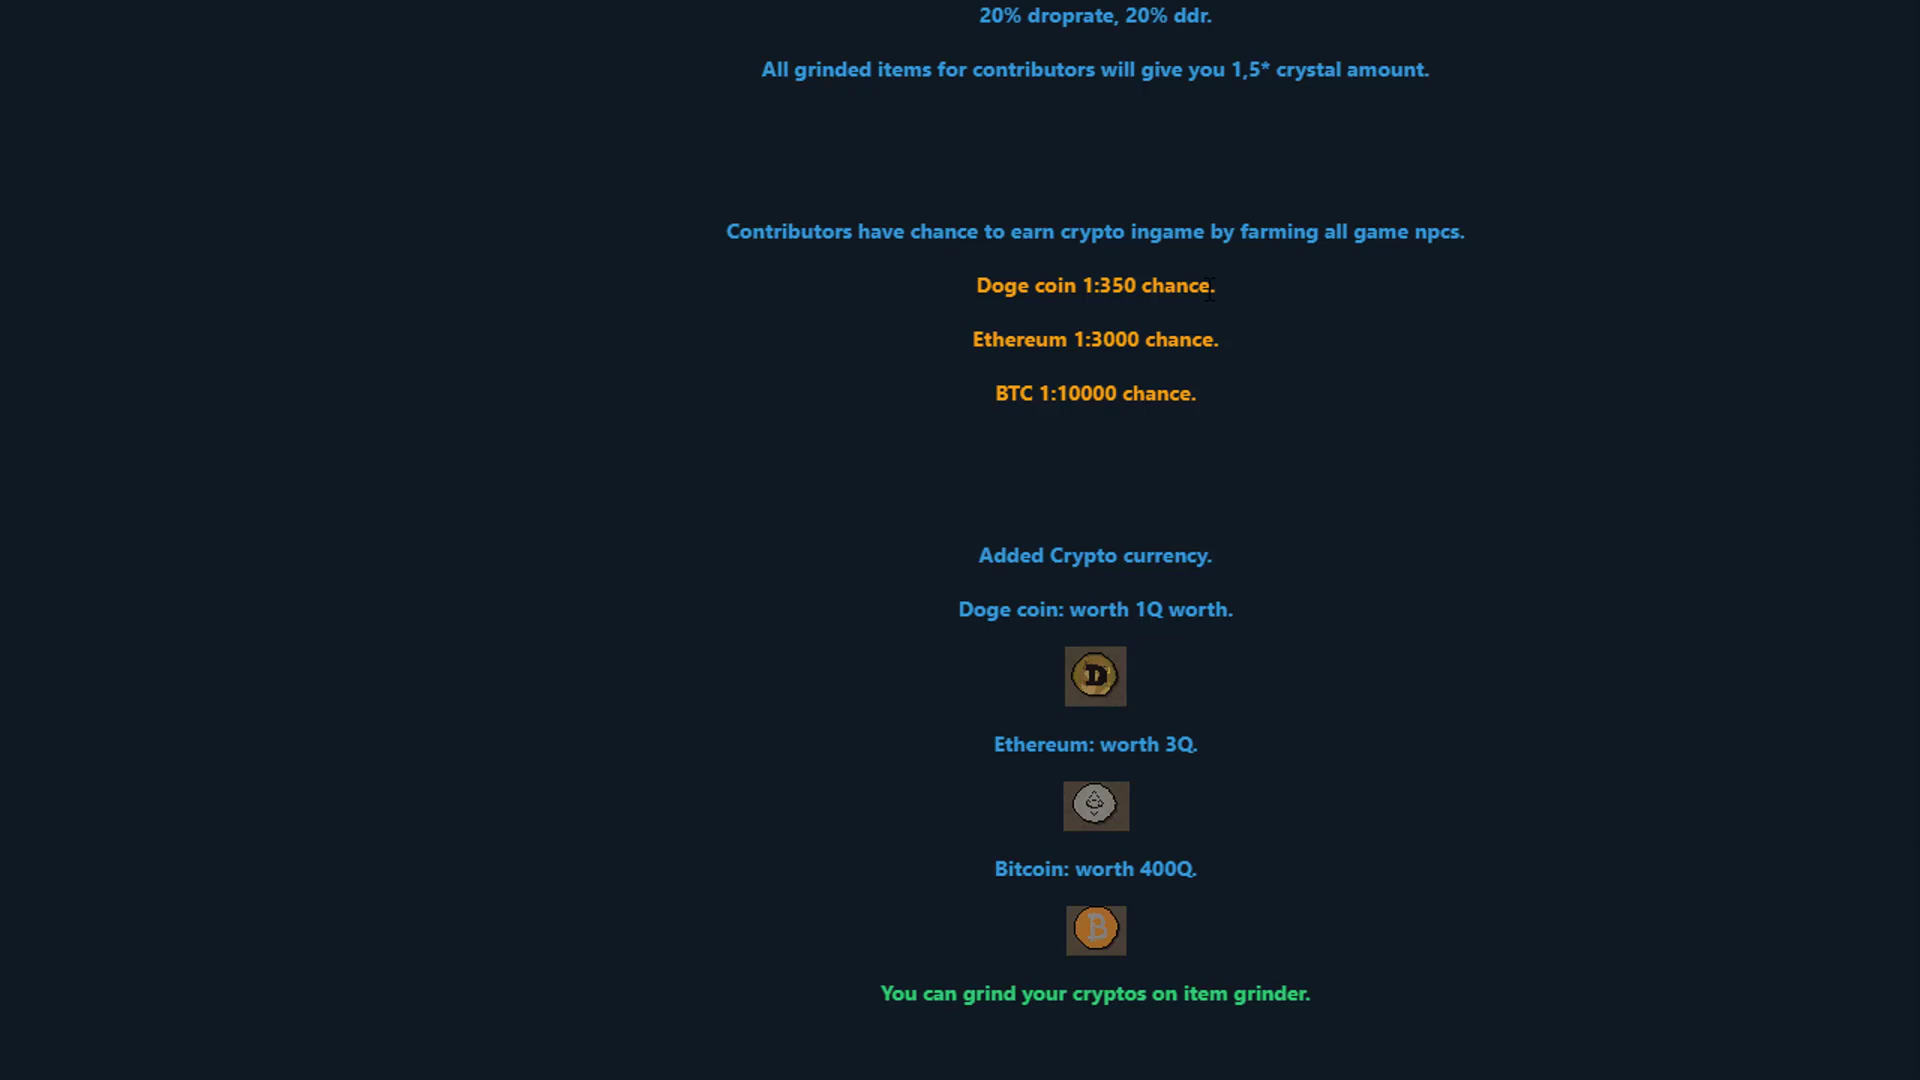 20% droprate, 20% ddr.
All grinded items for contributors will give you 1,5* crystal amount.
Contributors have chance to earn crypto ingame by farming all game npcs.
Doge coin 1:350 chance.
Ethereum 1:3000 chance.
BTC 1:10000 chance.
Added Crypto currency.
Doge coin: worth 1Q worth.
D
Ethereum: worth 3Q.
Bitcoin: worth 400Q.
B
You can grind your cryptos on item grinder.